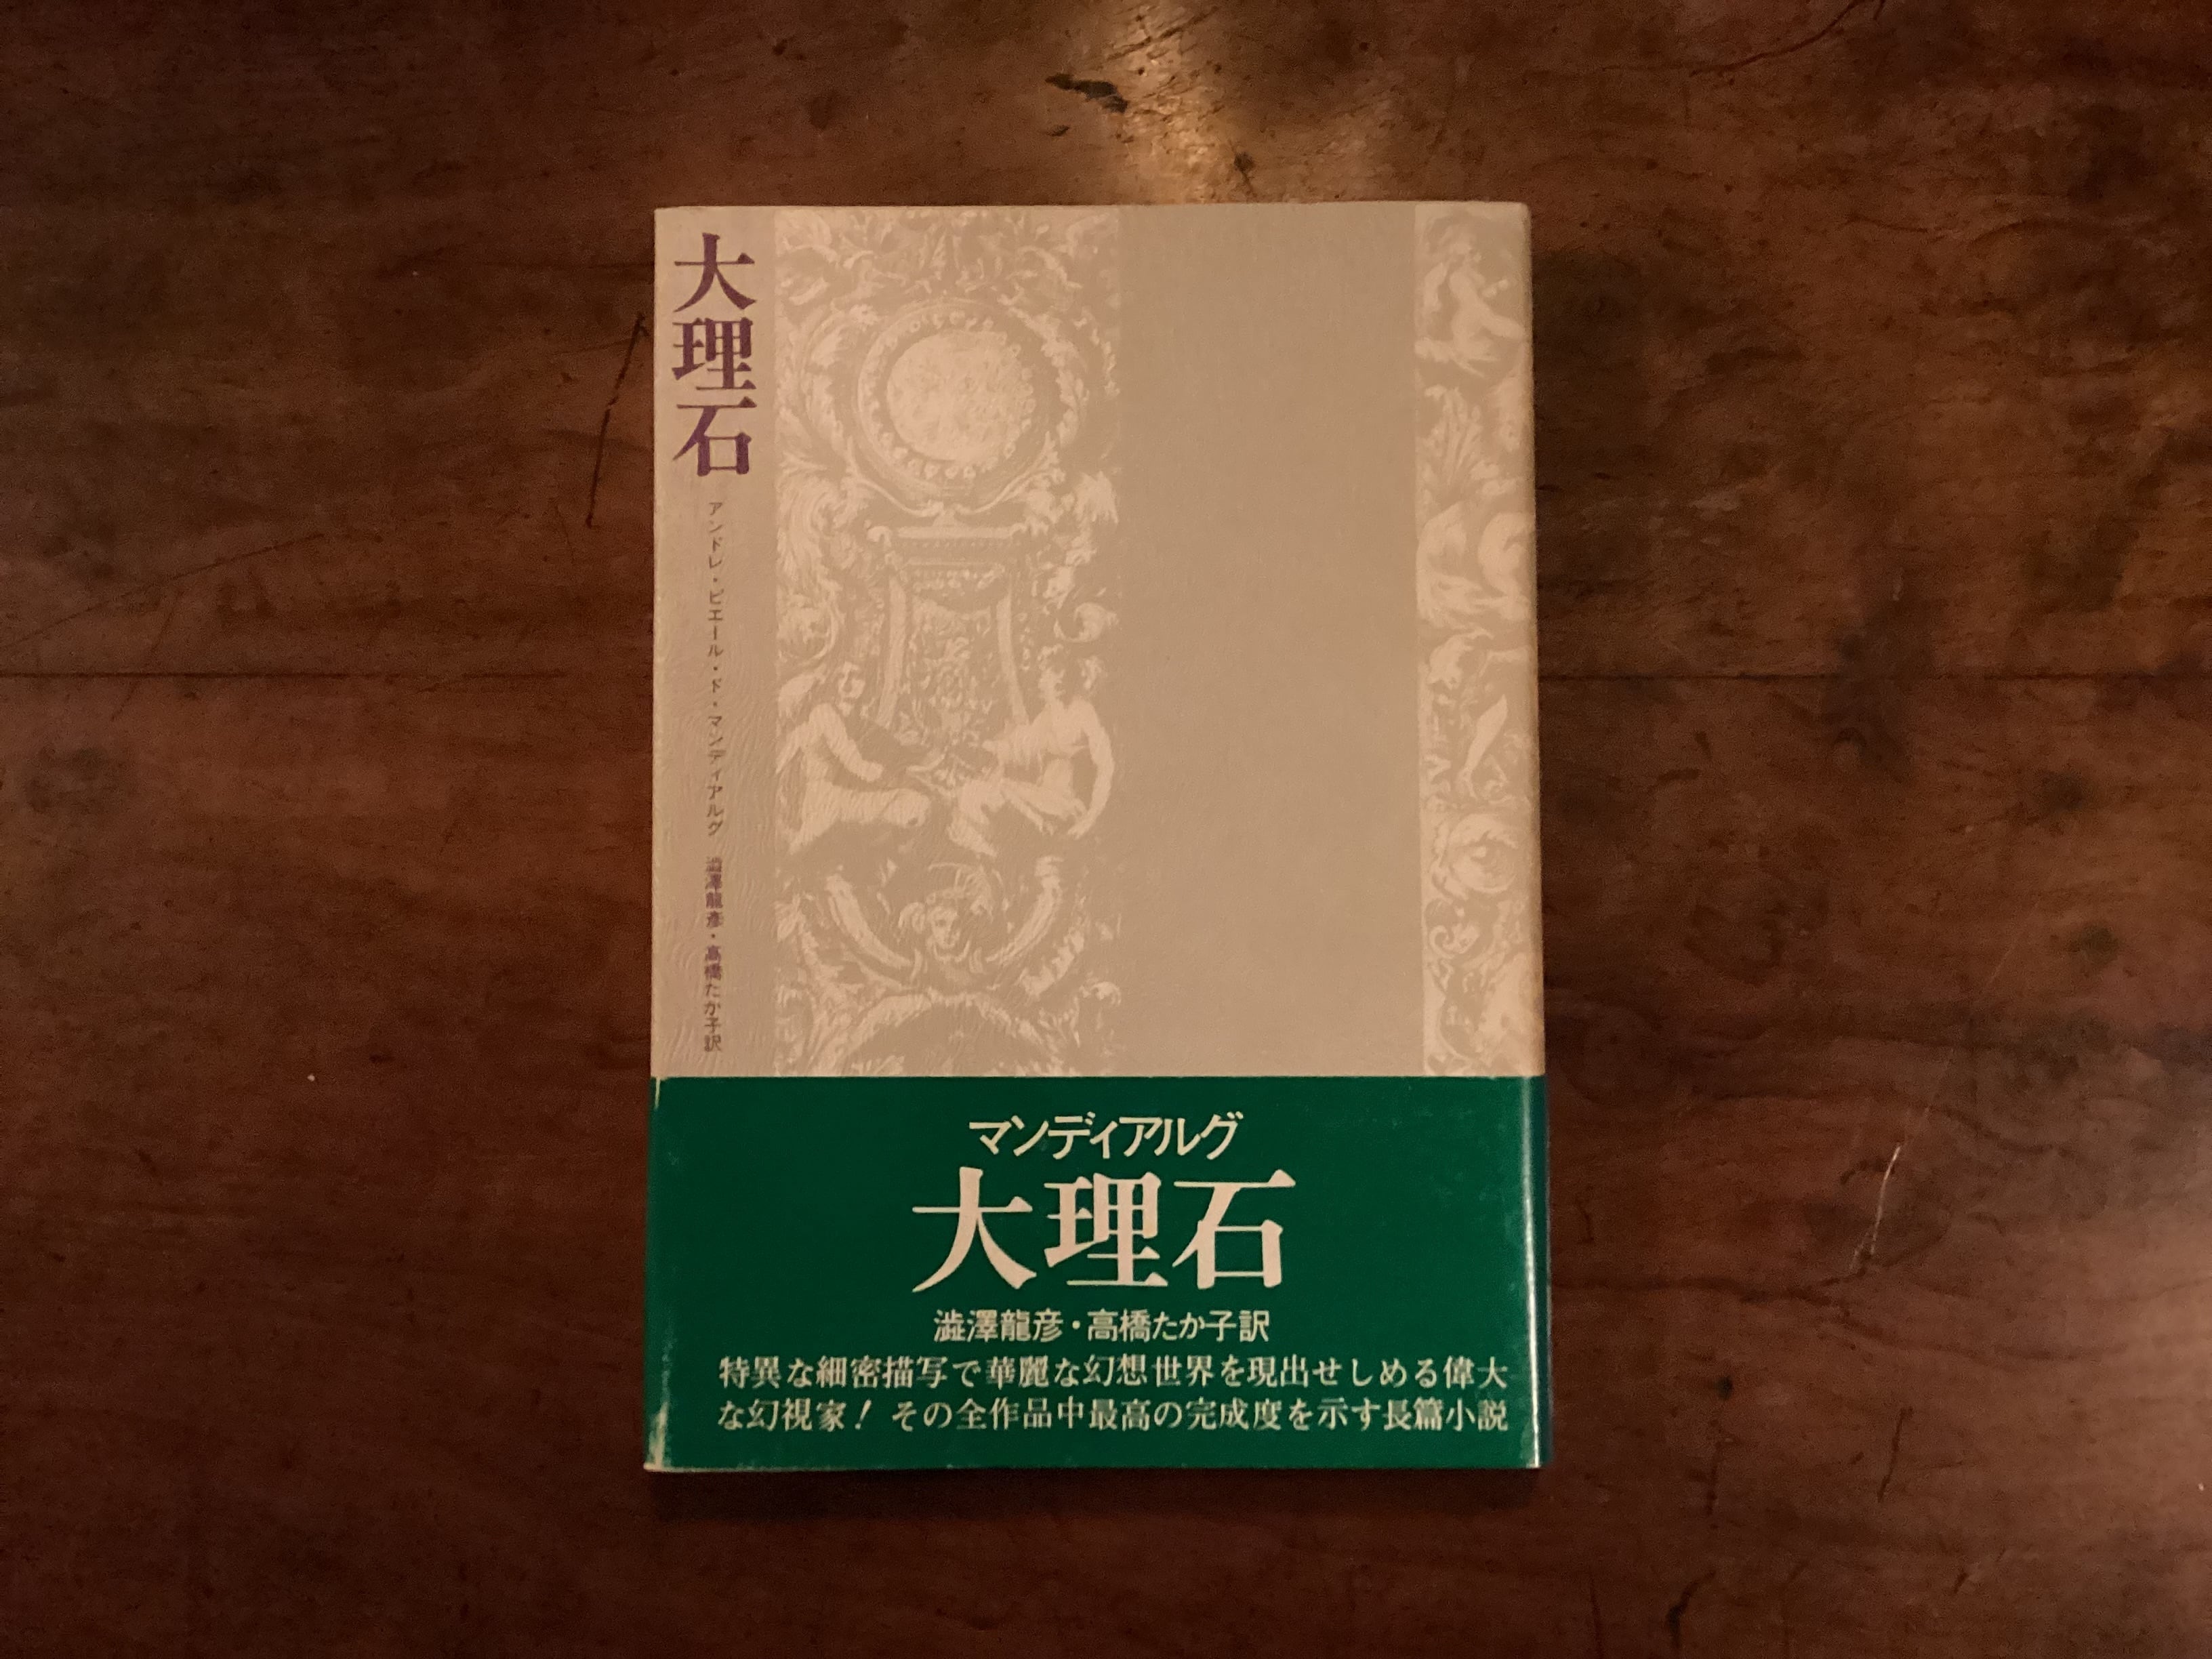 大理石
アンドレ・ピエール・ド・マンディアルグ 澁澤龍彥・高橋たか子訳
マンディアルグ
大理石
澁澤龍彦・高橋たか子訳
特異な細密描写で華麗な幻想世界を現出せしめる偉大
な幻視家！その全作品中最高の完成度を示す長篇小説